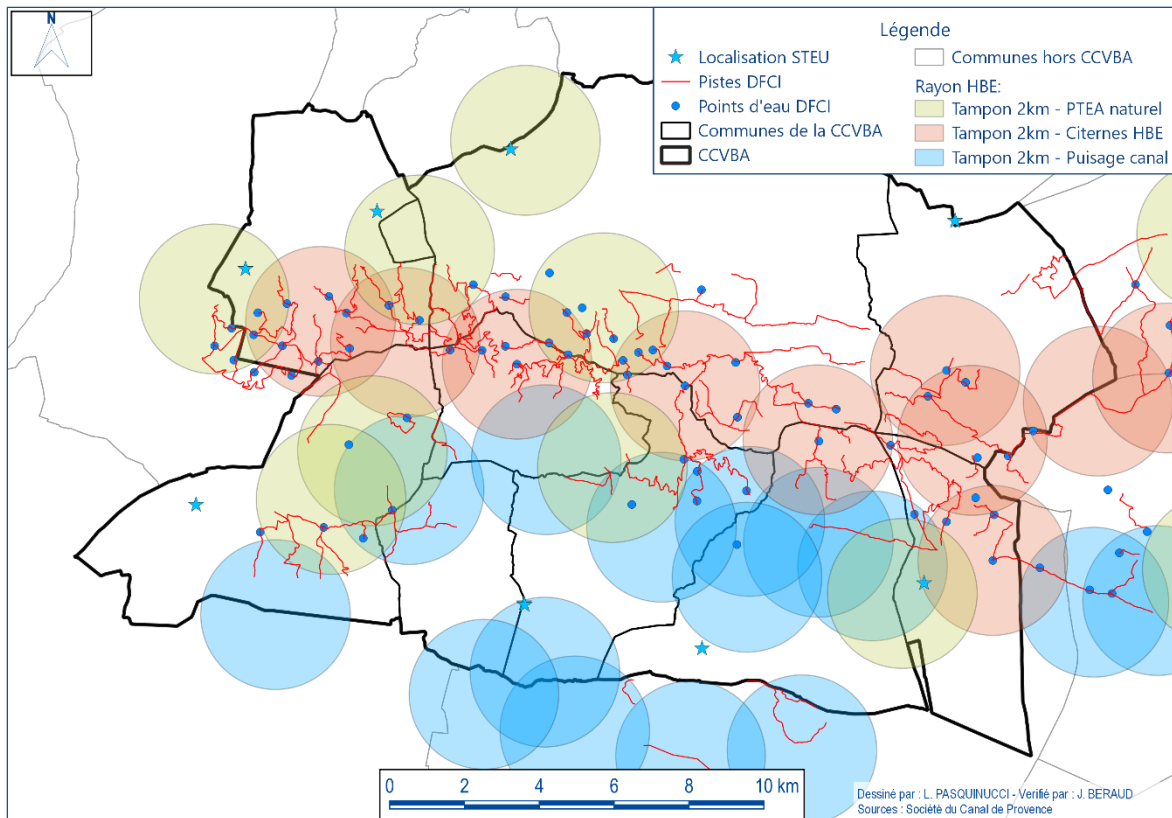 N
Légende
Localisation STEU
Pistes DFCI
Points d'eau DFCI
Communes de la CCVBA
CCVBA
Communes hors CCVBA
Rayon HBE:
Tampon 2km - PTEA naturel
Tampon 2km - Citernes HBE
Tampon 2km - Puisage canal
0 2 4 6 8 10 km
Dessiné par : L. PASQUINUCCI - Verifié par : J. BERAUD
Sources : Société du Canal de Provence